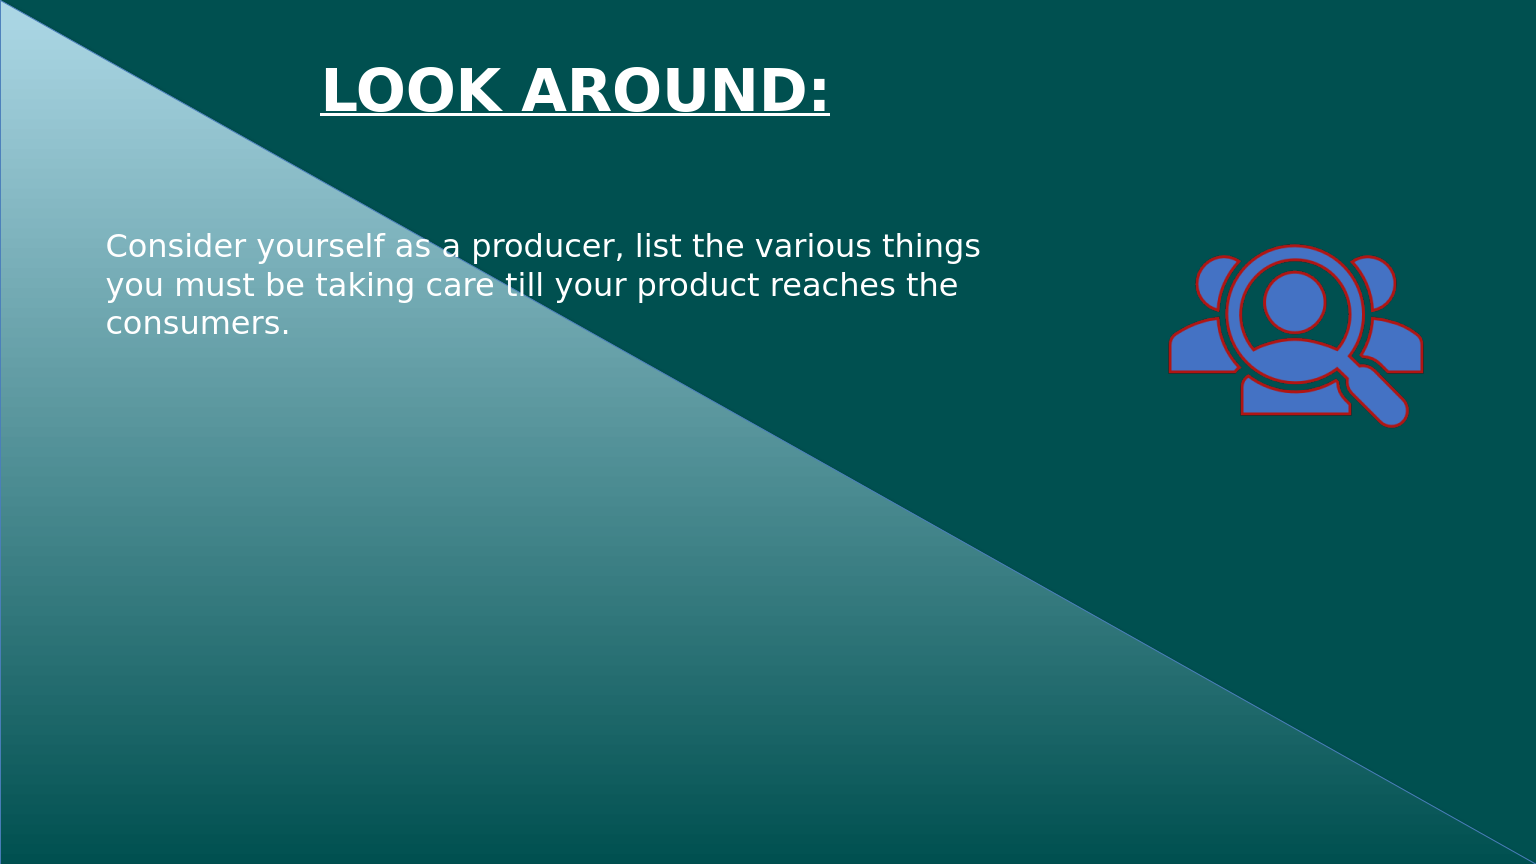 LOOK AROUND:
Consider yourself as a producer, list the various things
you must be taking care till your product reaches the
consumers.